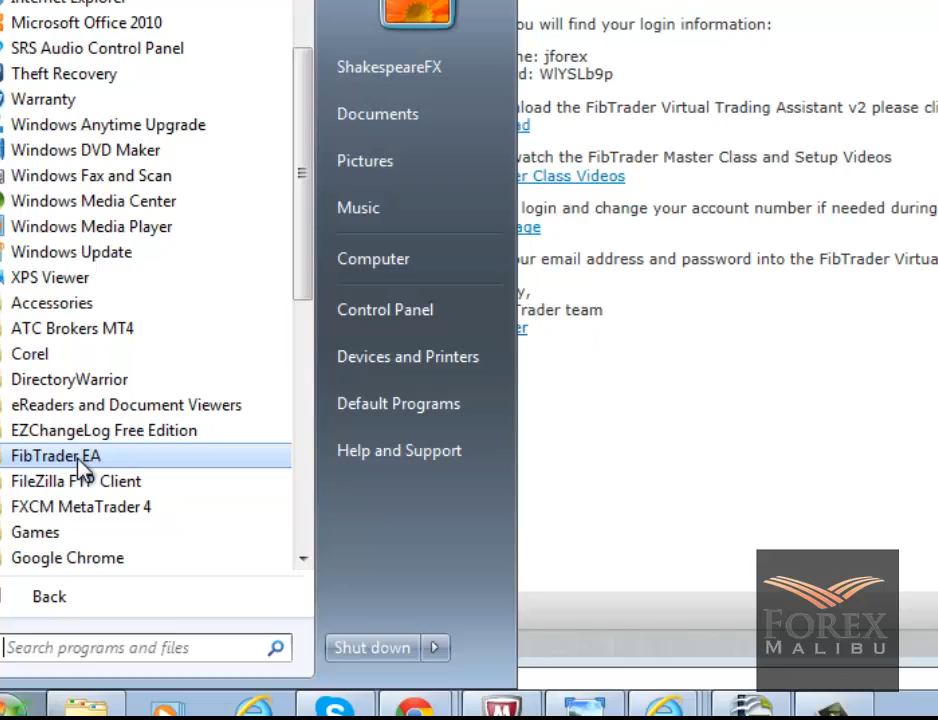 Internet Explorer
Microsoft Office 2010
SRS Audio Control Panel
Theft Recovery
Warranty
Windows Anytime Upgrade
Windows DVD Maker
Windows Fax and Scan
Windows Media Center
Windows Media Player
Windows Update
XPS Viewer
Accessories
ATC Brokers MT4
Corel
DirectoryWarrior
eReaders and Document Viewers
EZChangeLog Free Edition
FibTrader EA
FileZilla FTP Client
FXCM MetaTrader 4
Games
Google Chrome
Back
Search programs and files
ShakespeareFX
Documents
Pictures
Music
Computer
Control Panel
Devices and Printers
Default Programs
Help and Support
Shut down
ou will find your login information:
ne: jforex
d: WlYSLb9p
nload the FibTrader Virtual Trading Assistant v2 please cli
ad
watch the FibTrader Master Class and Setup Videos
er Class Videos
login and change your account number if needed during
age
our email address and password into the FibTrader Virtua
y,
Trader team
er
FOREX
MALIBU